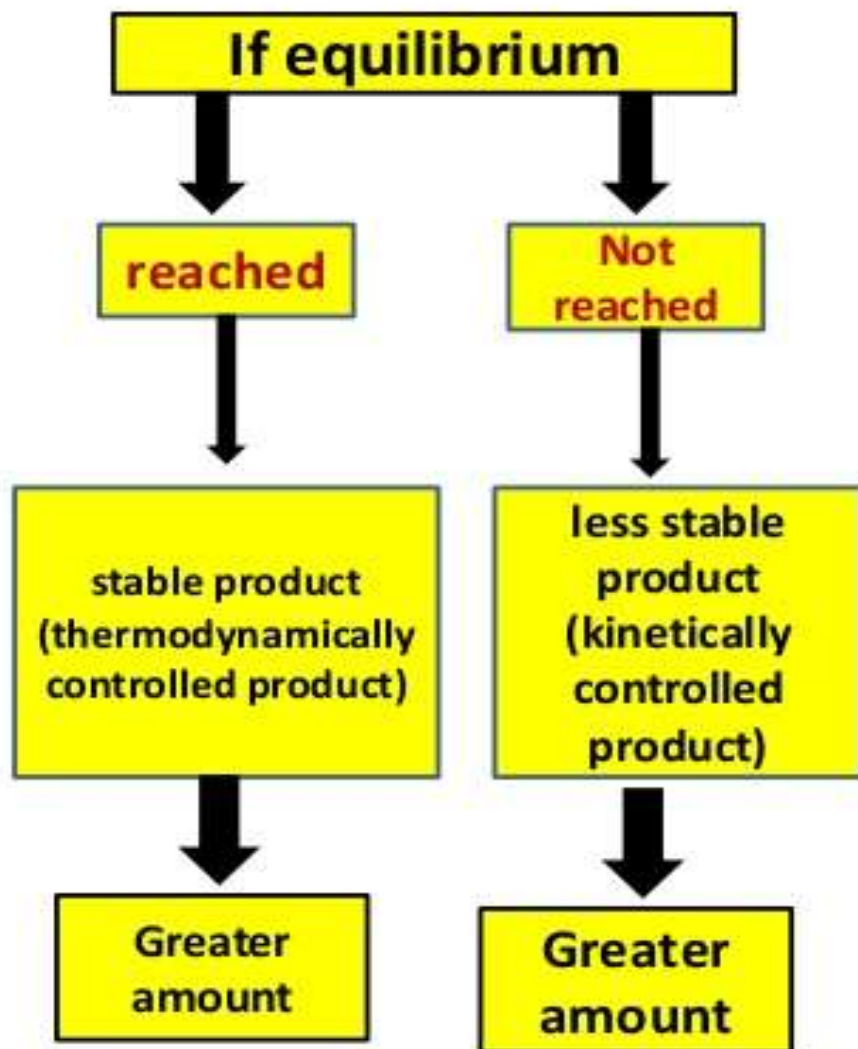 If equilibrium
reached
Not
reached
stable product
(thermodynamically
controlled product)
less stable
product
(kinetically
controlled
product)
Greater
amount
Greater
amount